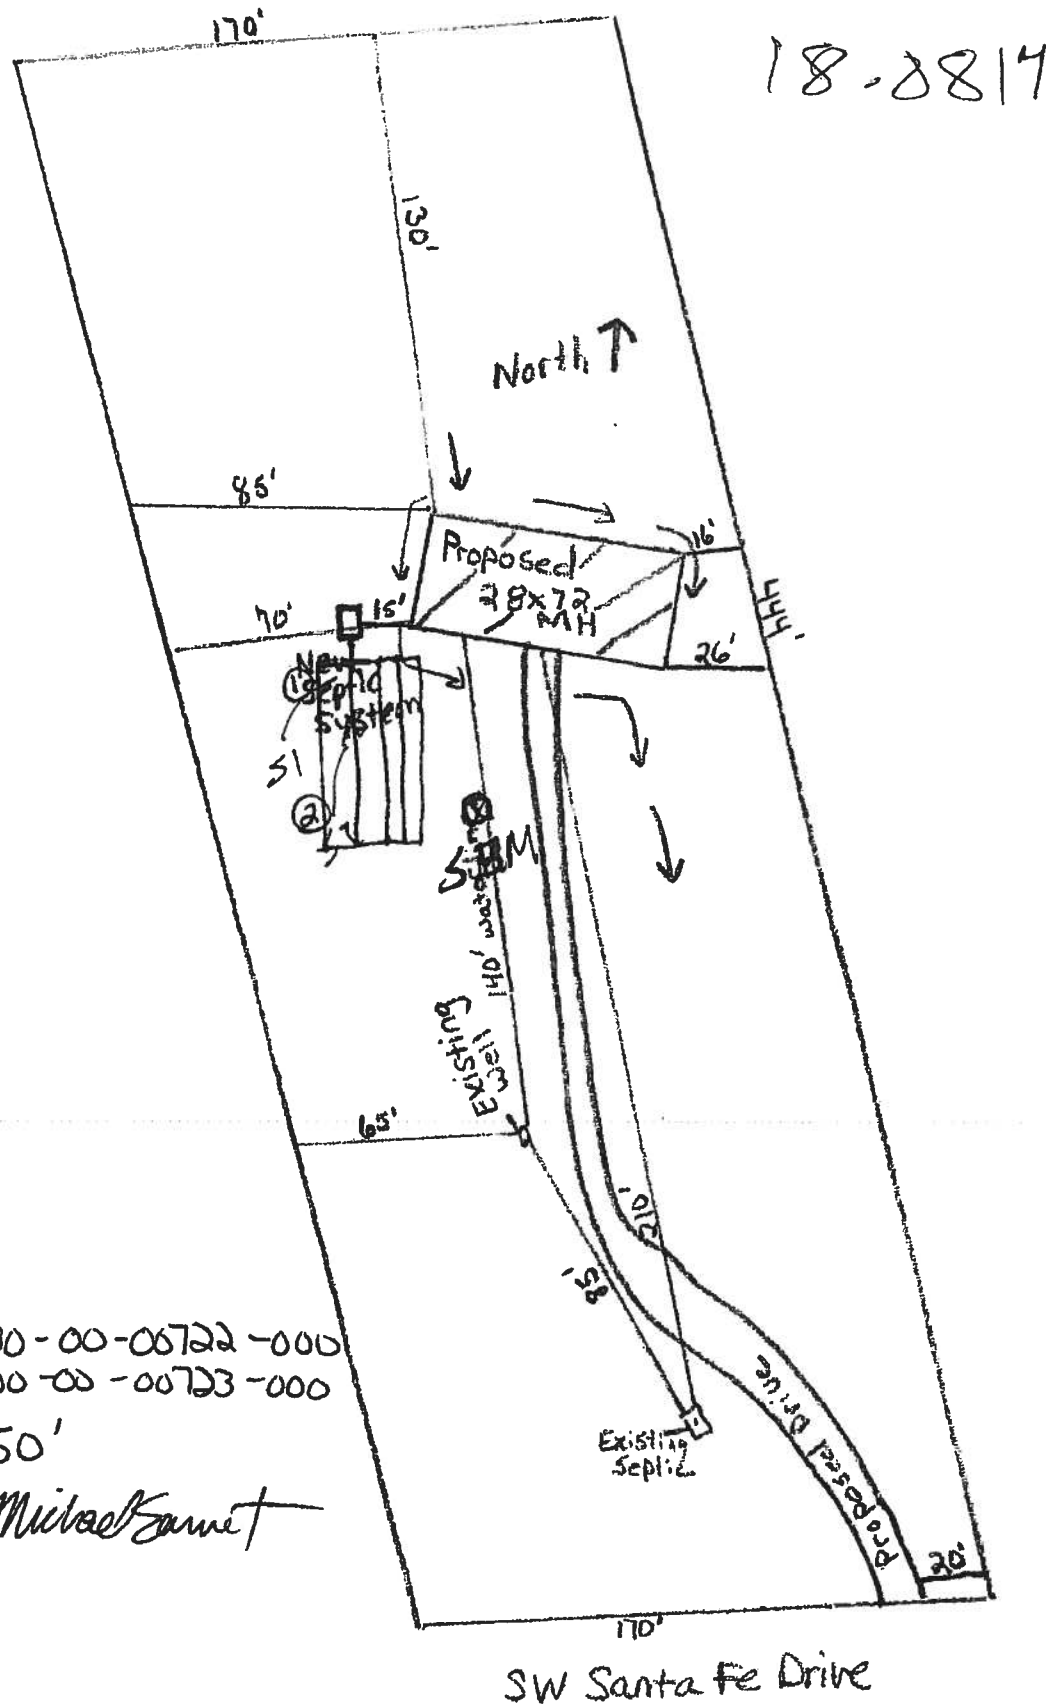 170'
18-0817
130'
North
85'
16'
Proposed
28x72
MH
70'
15'
444'
26'
New
Septic
System
1
51
2
140' water
Existing
Well
65'
210'
85'
00-00-00722-000
00-00-00723-000
50'
Existing
Septic
Proposed Drive
20'
170'
SW Santa Fe Drive